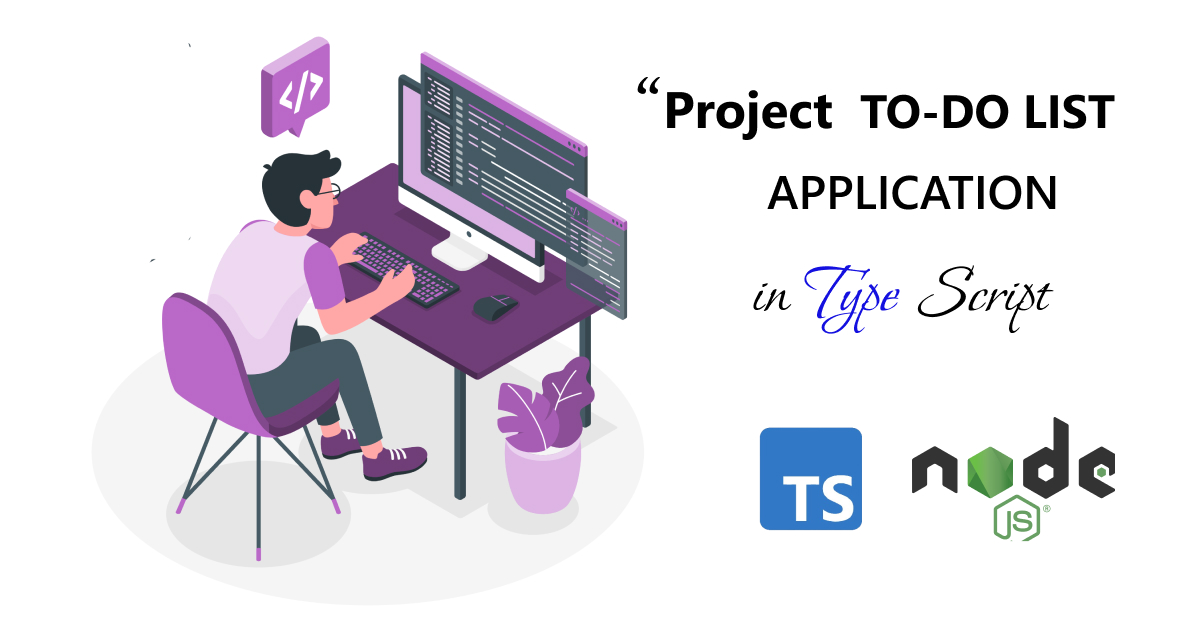 “Project TO-DO LIST
APPLICATION
in Type Script
</>
TS
node
JS®